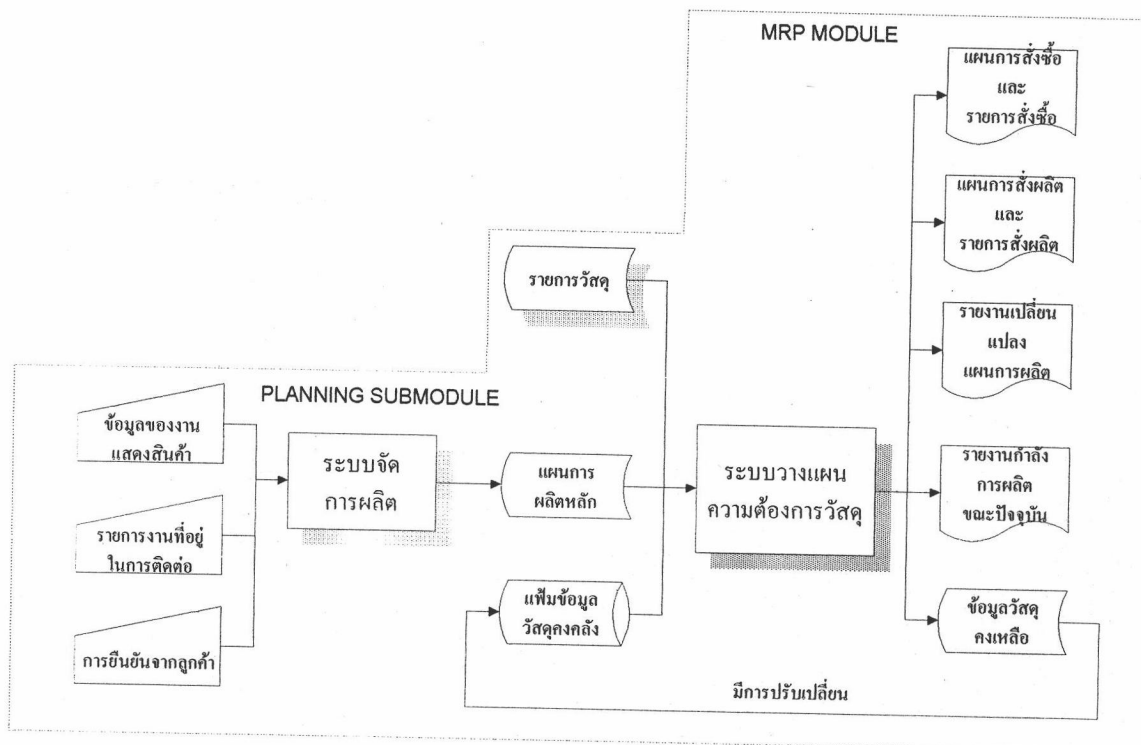 MRP MODULE
แผนการสั่งซื้อ
และ
รายการสั่งซื้อ
แผนการสั่งผลิต
และ
รายการสั่งผลิต
รายการวัสดุ
รายงานเปลี่ยน
แปลง
แผนการผลิต
PLANNING SUBMODULE
ข้อมูลของงาน
แสดงสินค้า
ระบบจัด
การผลิต
แผนการ
ผลิตหลัก
ระบบวางแผน
ความต้องการวัสดุ
รายงานกำลัง
การผลิต
ขณะปัจจุบัน
รายการงานที่อยู่
ในการติดต่อ
แฟ้มข้อมูล
วัสดุคงคลัง
ข้อมูลวัสดุ
คงเหลือ
การยืนยันจากลูกค้า
มีการปรับเปลี่ยน